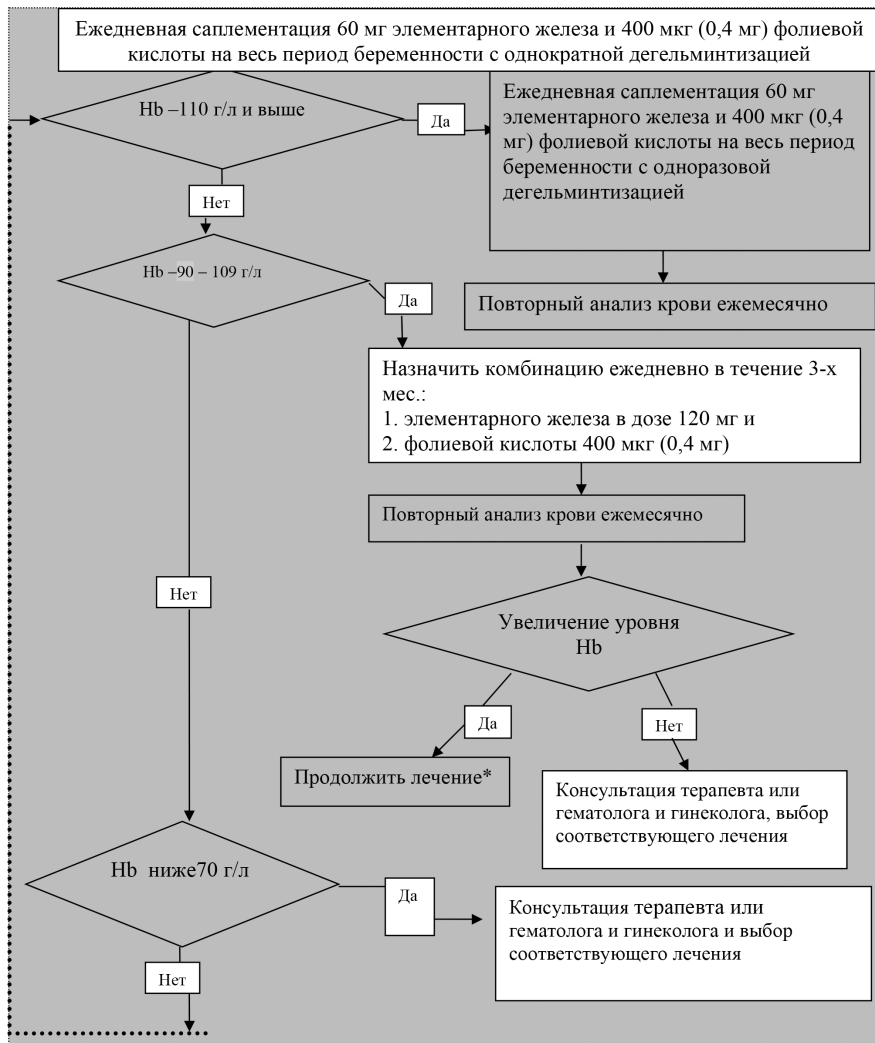 Ежедневная саплементация 60 мг элементарного железа и 400 мкг (0,4 мг) фолиевой
кислоты на весь период беременности с однократной дегельминтизацией
Hb –110 г/л и выше
Да
Ежедневная саплементация 60 мг
элементарного железа и 400 мкг (0,4
мг) фолиевой кислоты на весь период
беременности с одноразовой
дегельминтизацией
Нет
Hb –90 – 109 г/л
Да
Повторный анализ крови ежемесячно
Назначить комбинацию ежедневно в течение 3-х
мес.:
1. элементарного железа в дозе 120 мг и
2. фолиевой кислоты 400 мкг (0,4 мг)
Повторный анализ крови ежемесячно
Нет
Увеличение уровня
Hb
Да
Нет
Продолжить лечение*
Консультация терапевта или
гематолога и гинеколога, выбор
соответствующего лечения
Hb ниже70 г/л
Да
Консультация терапевта или
гематолога и гинеколога и выбор
соответствующего лечения
Нет